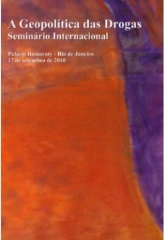 A Geopolítica das Drogas
Seminário Internacional
Palácio Itamaraty - Rio de Janeiro
17 de setembro de 2010